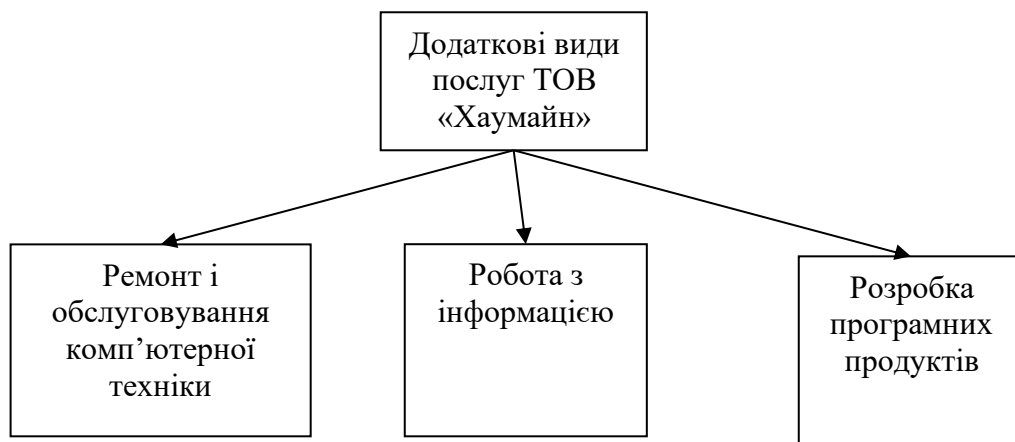 Додаткові види
послуг ТОВ
«Хаумайн»
Ремонт і
обслуговування
комп’ютерної
техніки
Робота з
інформацією
Розробка
програмних
продуктів